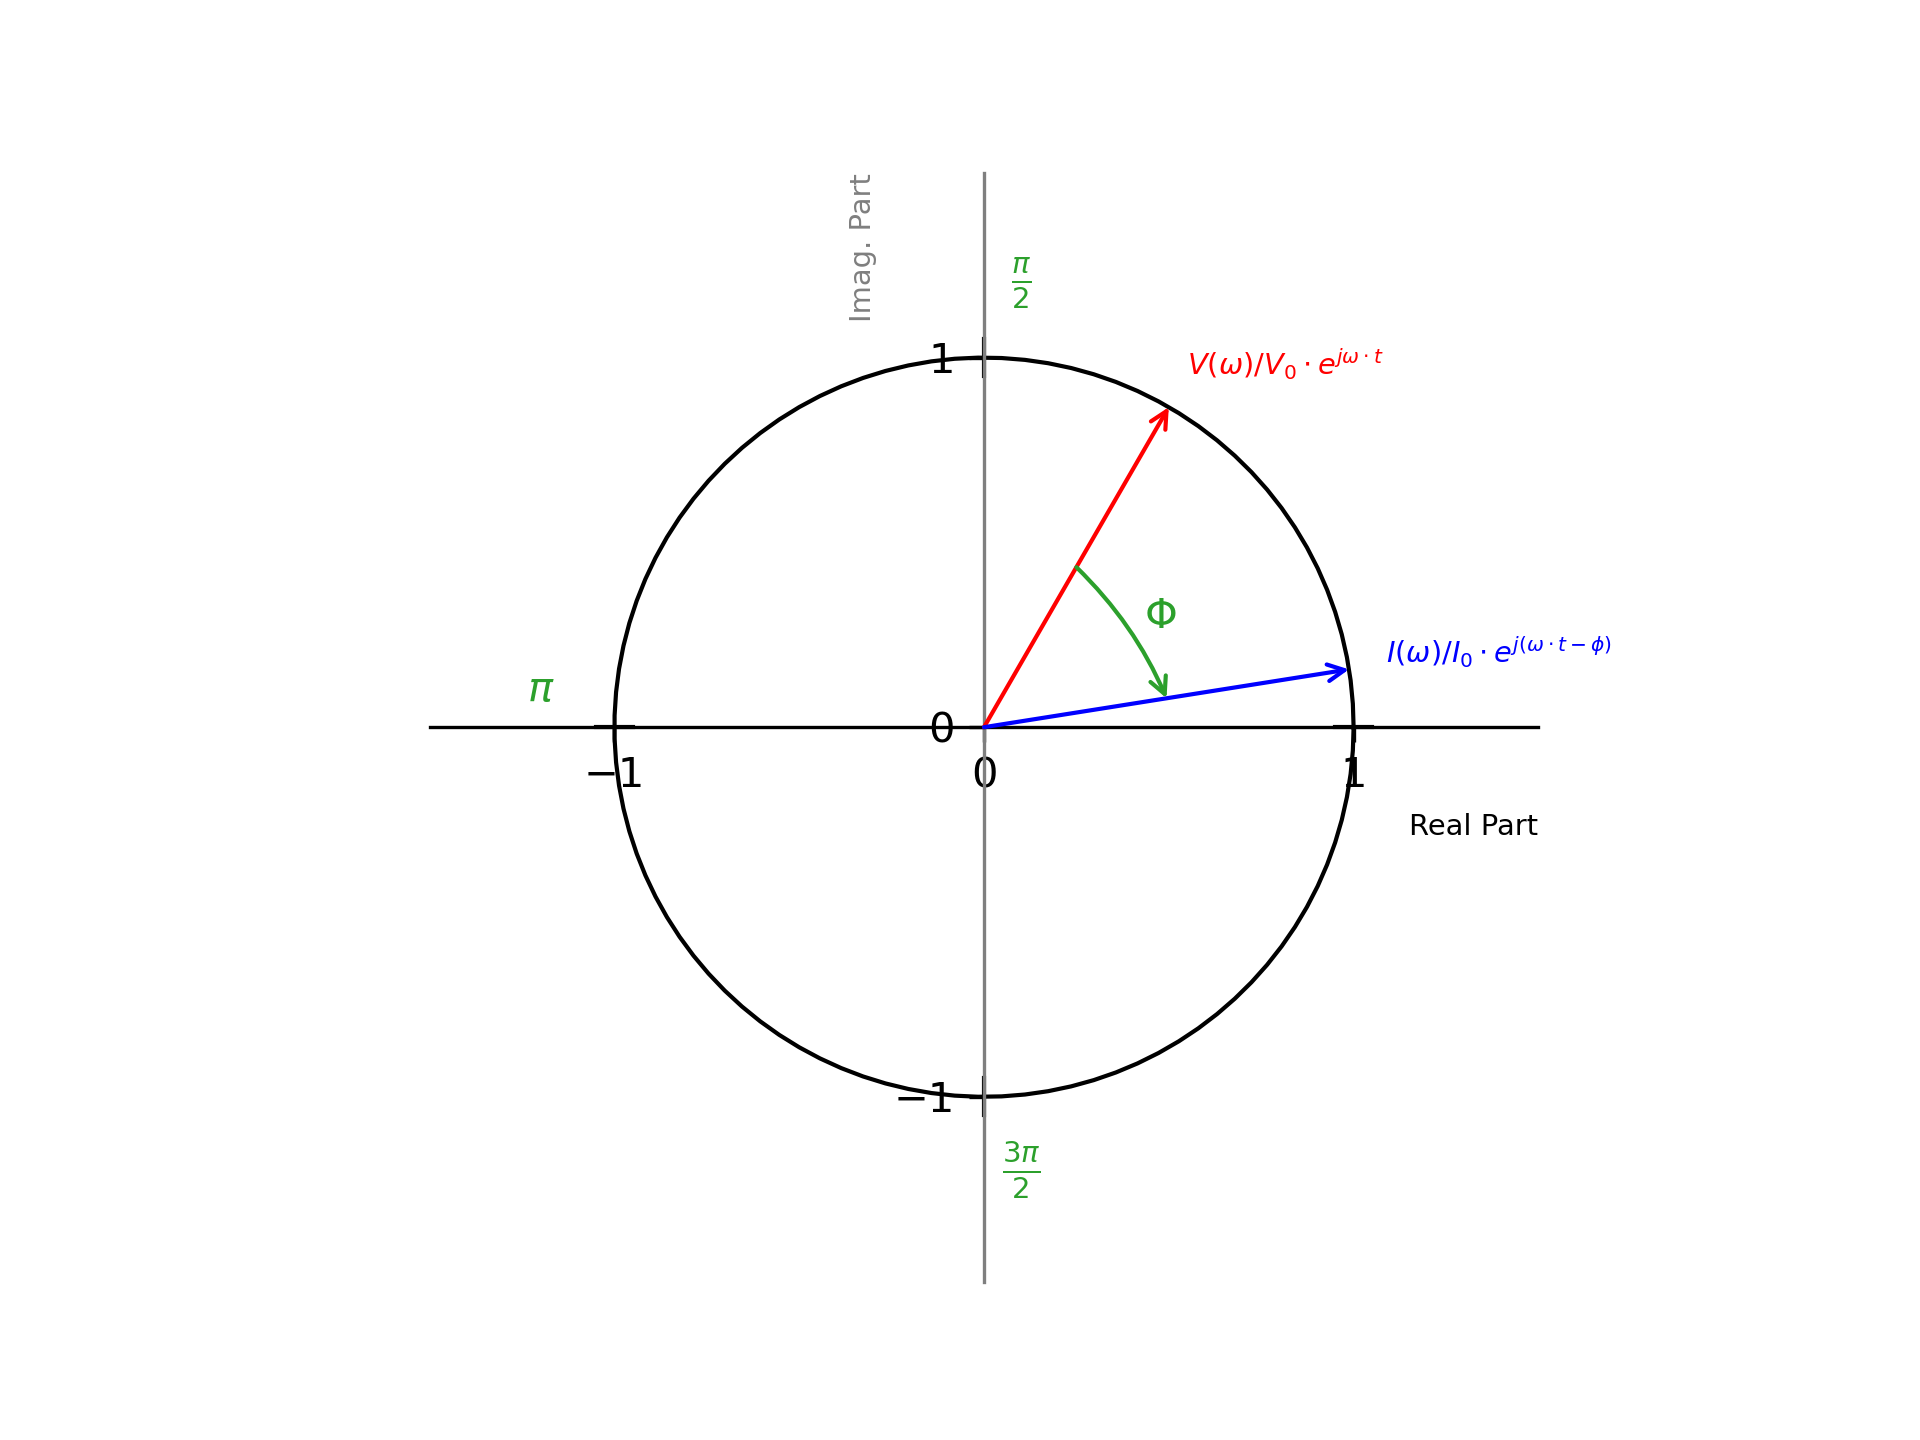 Imag. Part
π/2
1
V(ω)/V₀ · e^{jω·t}
Φ
I(ω)/I₀ · e^{j(ω·t−ϕ)}
π
0
−1
0
1
Real Part
−1
3π/2